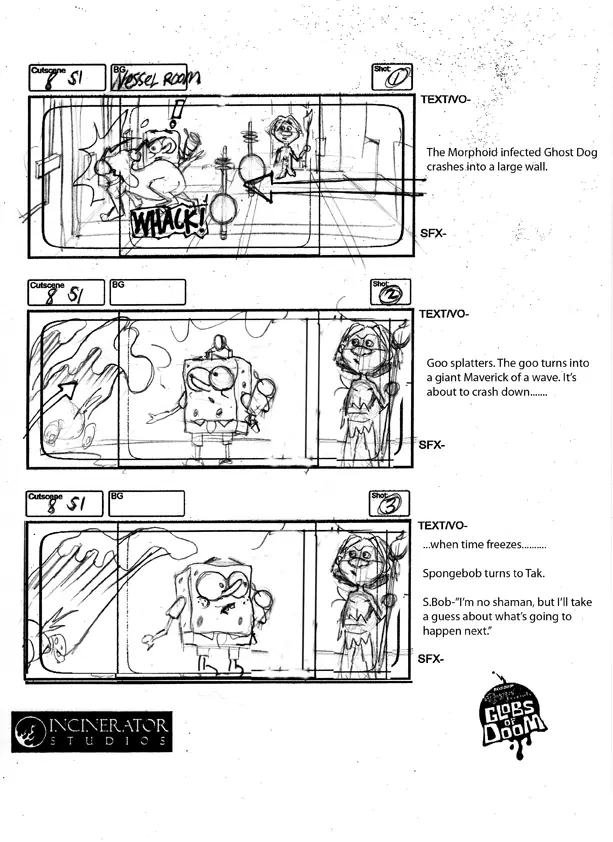 Cutscene
8 S1
BG
Vessel Room
Shot:
1
TEXT/VO-
!
The Morphoid infected Ghost Dog
crashes into a large wall.
WHACK!
SFX-
Cutscene
8 S1
BG
Shot:
2
TEXT/VO-
Goo splatters. The goo turns into
a giant Maverick of a wave. It's
about to crash down.......
SFX-
Cutscene
8 S1
BG
Shot:
3
TEXT/VO-
...when time freezes..........
Spongebob turns to Tak.
S.Bob-"I'm no shaman, but I'll take
a guess about what's going to
happen next."
SFX-
INCINERATOR
STUDIOS
GLOBS
OF
DOOM